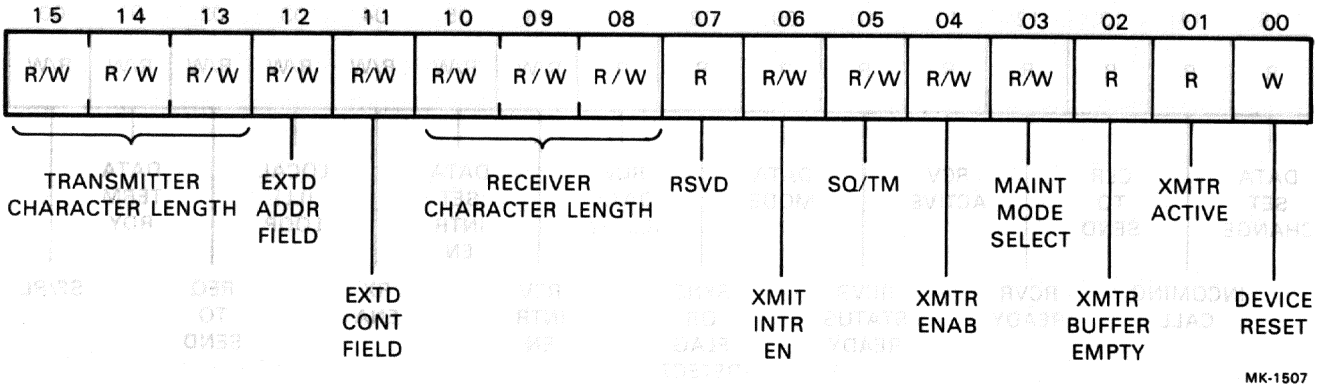 15 14 13 12 11 10 09 08 07 06 05 04 03 02 01 00
R/W R/W R/W R/W R/W R/W R/W R/W R R/W R/W R/W R/W R R W
TRANSMITTER
CHARACTER LENGTH
EXTD
ADDR
FIELD
EXTD
CONT
FIELD
RECEIVER
CHARACTER LENGTH
RSVD
XMIT
INTR
EN
SQ/TM
XMTR
ENAB
MAINT
MODE
SELECT
XMTR
BUFFER
EMPTY
XMTR
ACTIVE
DEVICE
RESET
MK-1507